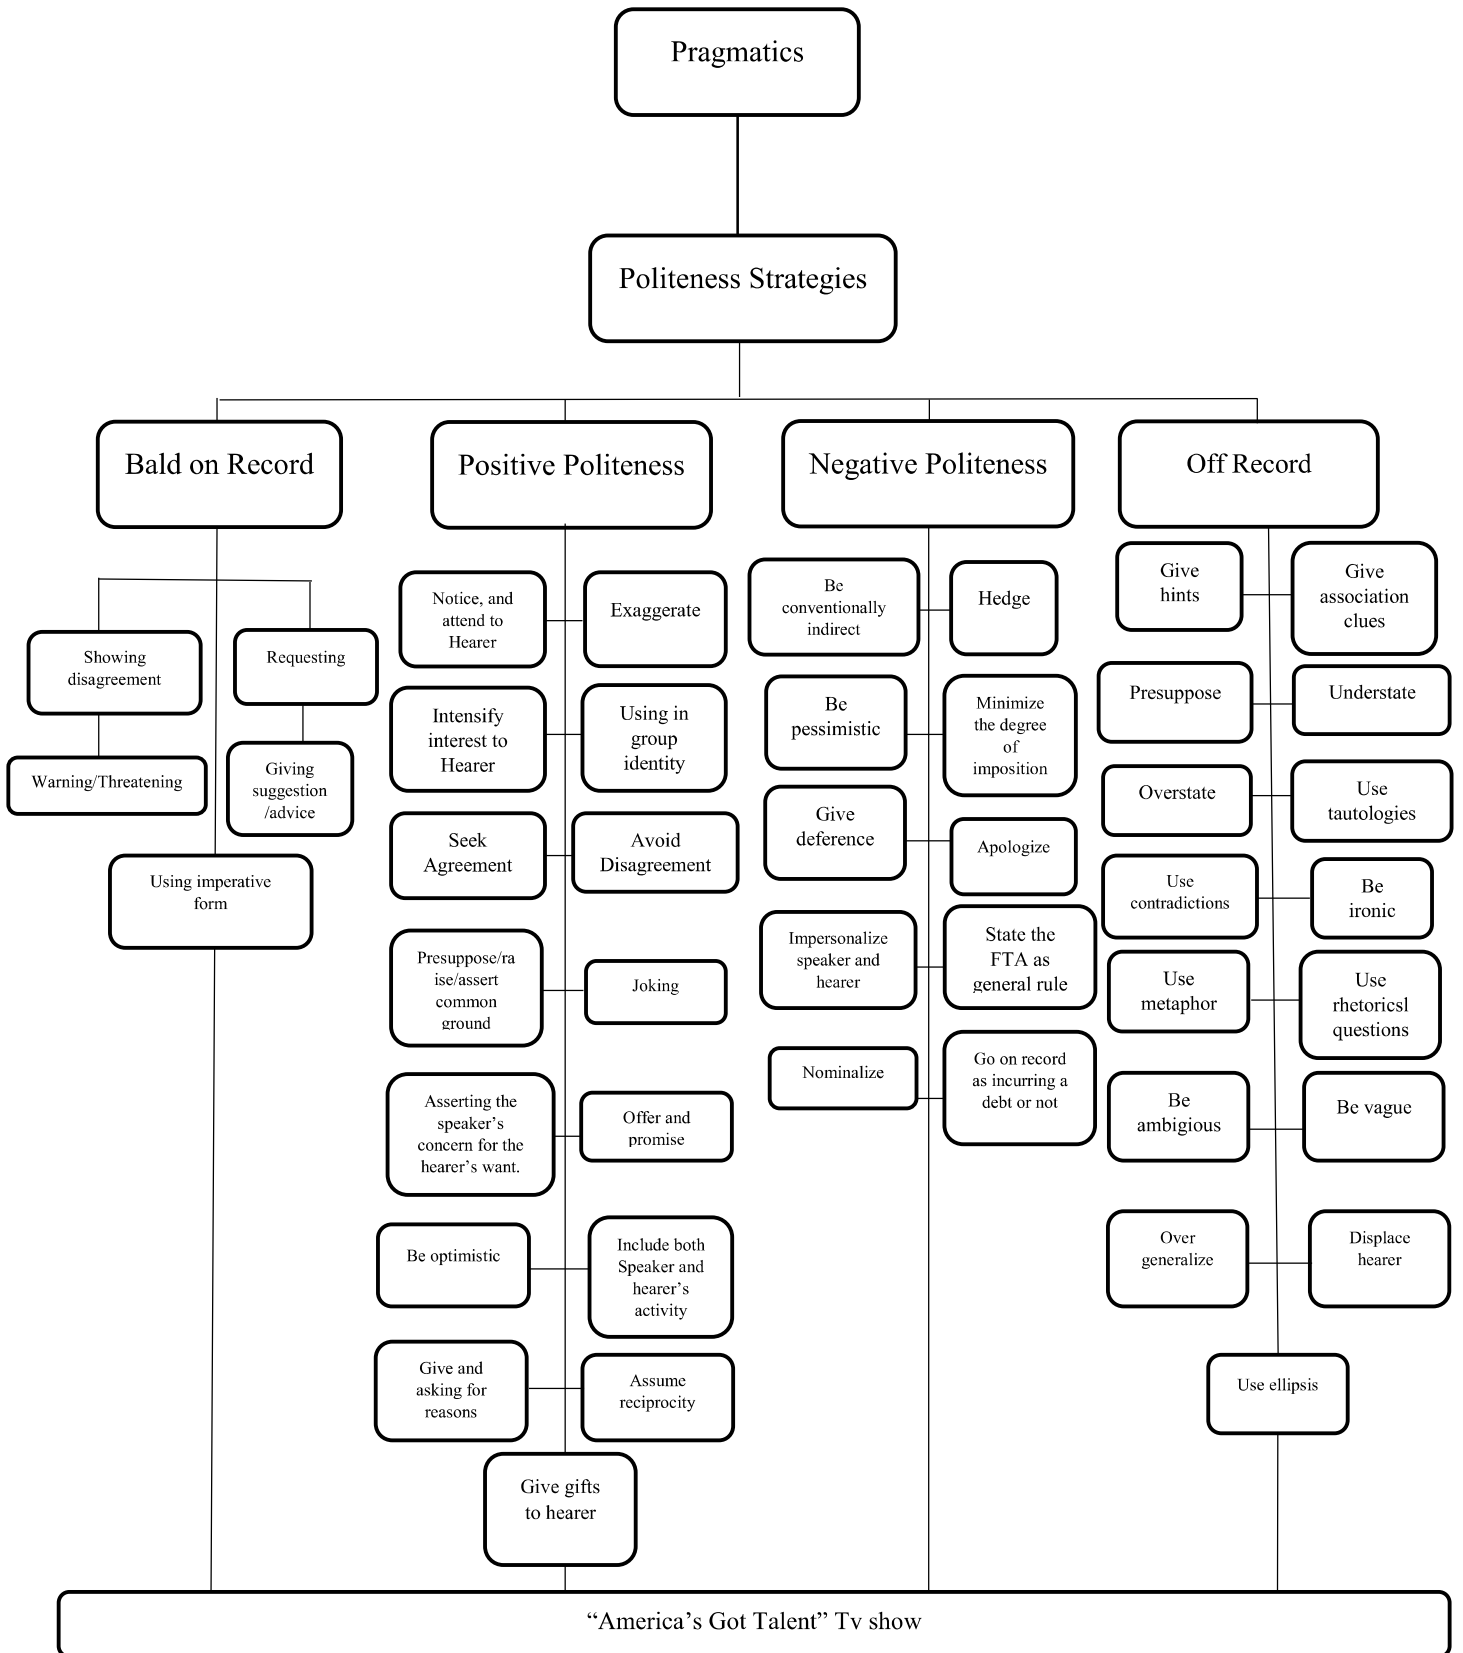 Pragmatics
Politeness Strategies
Bald on Record
Positive Politeness
Negative Politeness
Off Record
Showing
disagreement
Requesting
Warning/Threatening
Giving
suggestion
/advice
Using imperative
form
Notice, and
attend to
Hearer
Exaggerate
Intensify
interest to
Hearer
Using in
group
identity
Seek
Agreement
Avoid
Disagreement
Presuppose/ra
ise/assert
common
ground
Joking
Asserting the
speaker’s
concern for the
hearer’s want.
Offer and
promise
Be optimistic
Include both
Speaker and
hearer’s
activity
Give and
asking for
reasons
Assume
reciprocity
Give gifts
to hearer
Be
conventionally
indirect
Hedge
Be
pessimistic
Minimize
the degree
of
imposition
Give
deference
Apologize
Impersonalize
speaker and
hearer
State the
FTA as
general rule
Nominalize
Go on record
as incurring a
debt or not
Give
hints
Give
association
clues
Presuppose
Understate
Overstate
Use
tautologies
Use
contradictions
Be
ironic
Use
metaphor
Use
rhetoricsl
questions
Be
ambigious
Be vague
Over
generalize
Displace
hearer
Use ellipsis
“America’s Got Talent” Tv show